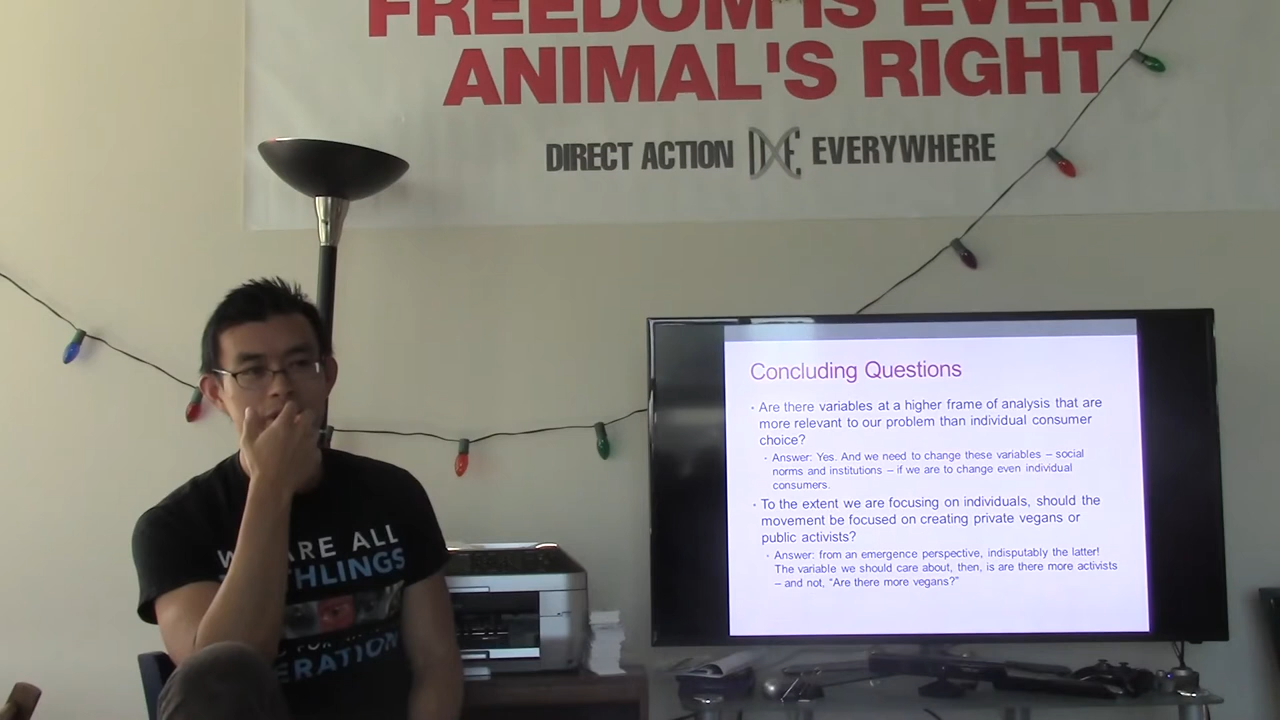 FREEDOM IS EVERY
ANIMAL'S RIGHT
DIRECT ACTION DXE EVERYWHERE
Concluding Questions
• Are there variables at a higher frame of analysis that are
more relevant to our problem than individual consumer
choice?
• Answer: Yes. And we need to change these variables – social
norms and institutions – if we are to change even individual
consumers.
• To the extent we are focusing on individuals, should the
movement be focused on creating private vegans or
public activists?
• Answer: from an emergence perspective, indisputably the latter!
The variable we should care about, then, is are there more activists
– and not, “Are there more vegans?”
ARE ALL
THLINGS
ERATION